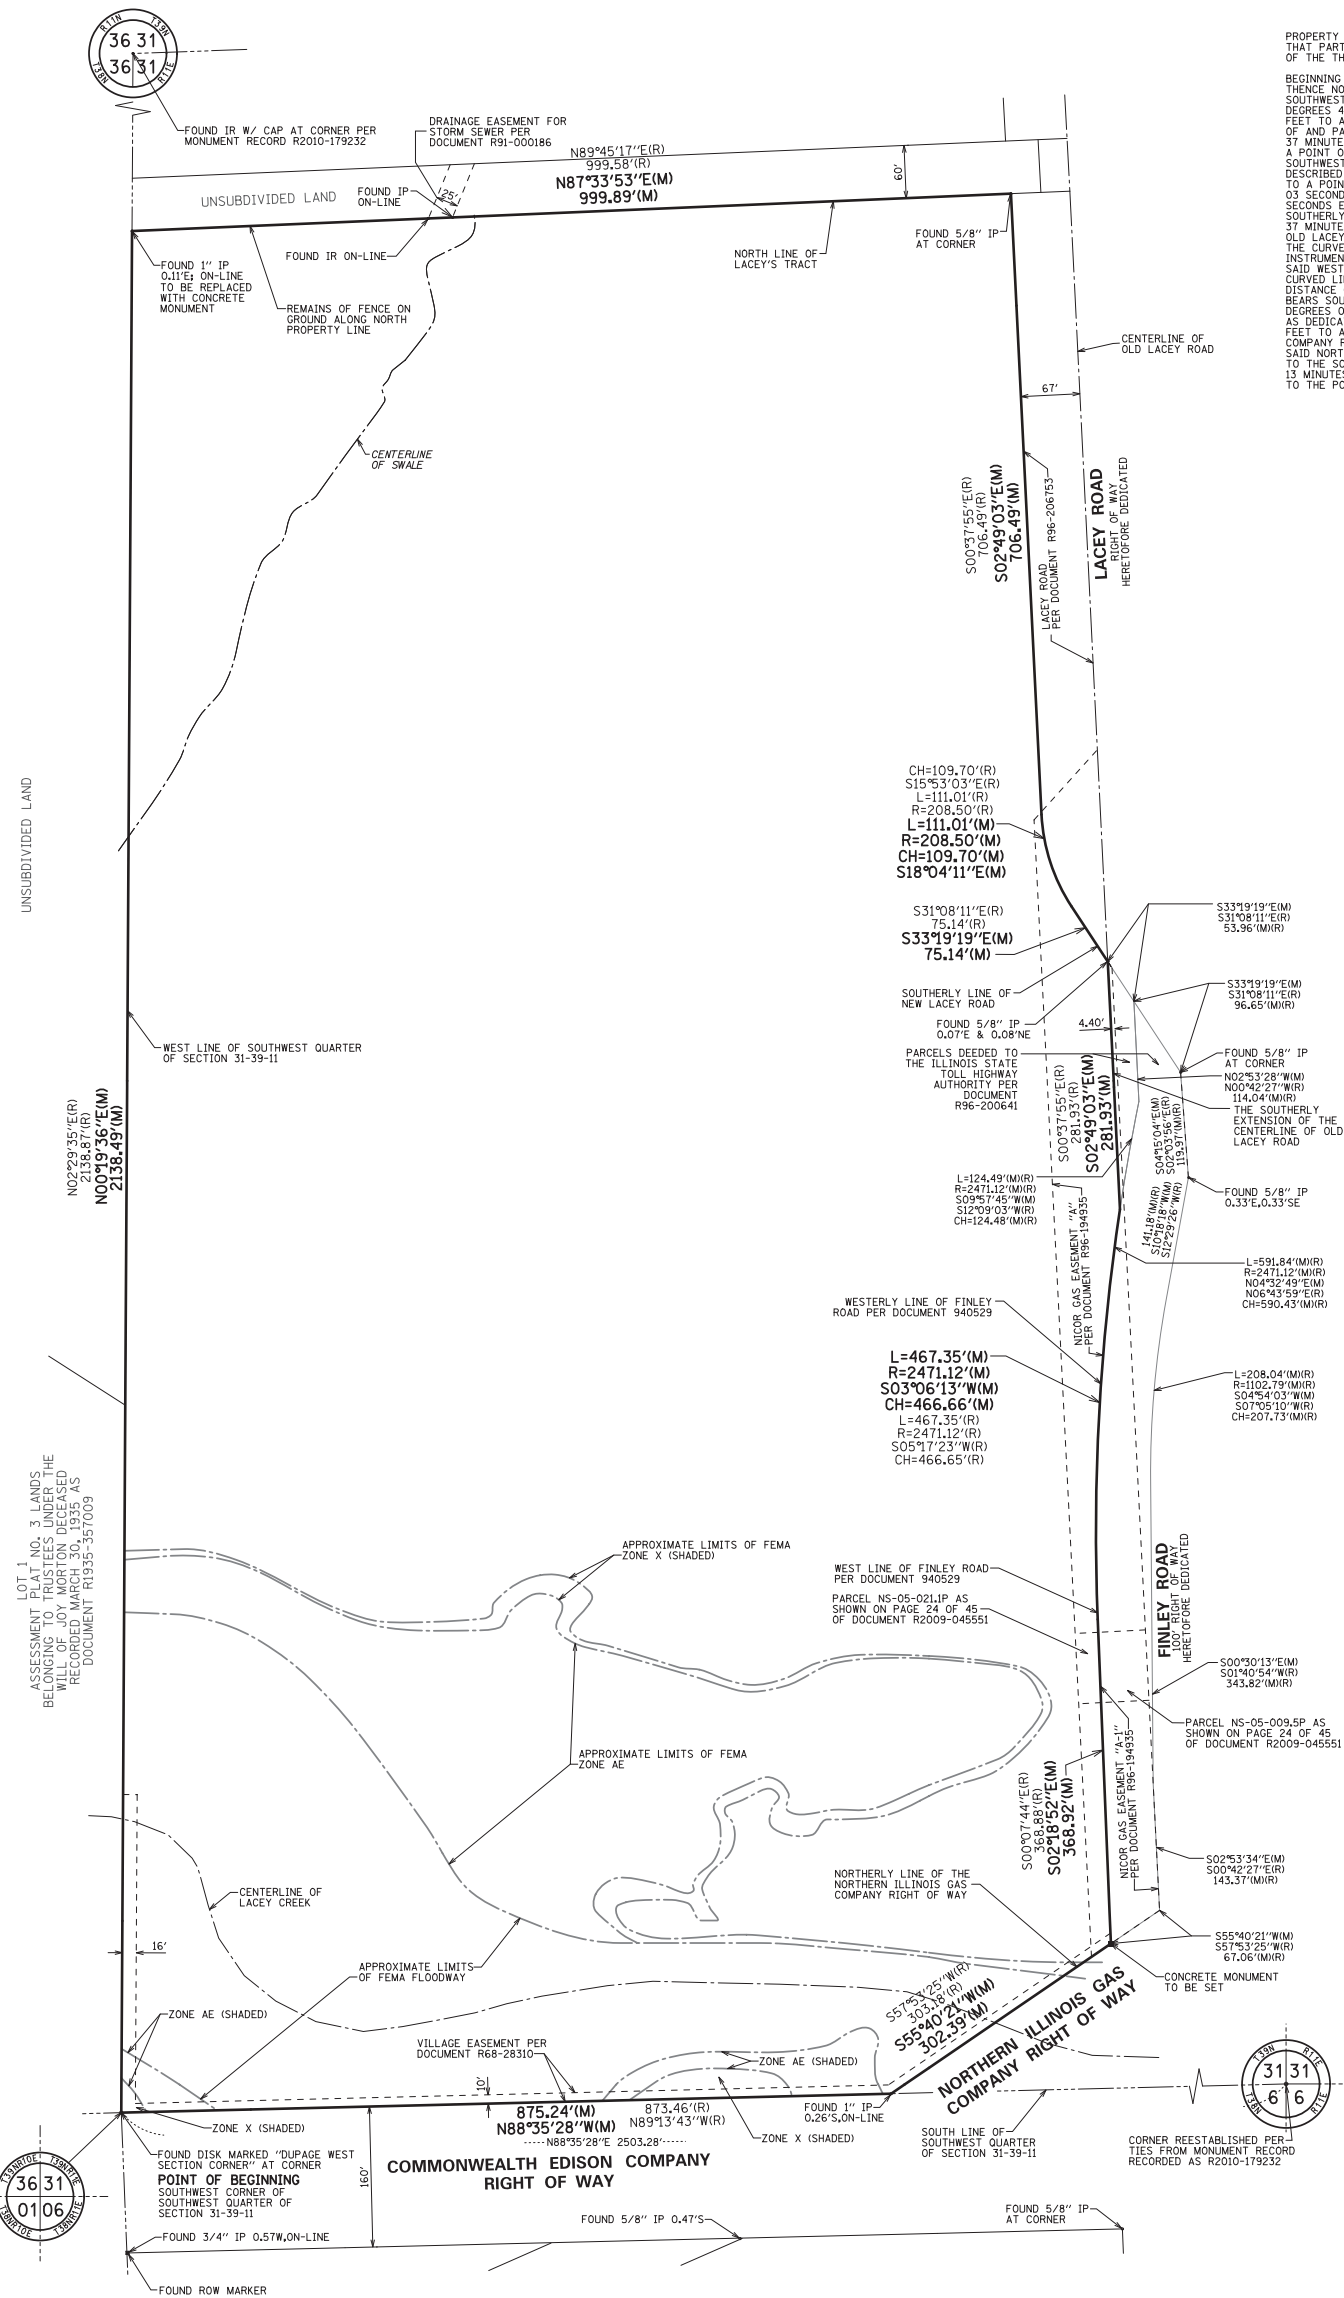 R11N
T39N
36 31
36 31
T38N
R11E
PROPERTY
THAT PART
OF THE TH
BEGINNING
THENCE NO
SOUTHWEST
DEGREES 4
FEET TO A
OF AND PA
37 MINUTE
A POINT O
SOUTHWEST
DESCRIBED
TO A POIN
03 SECOND
SECONDS E
SOUTHERLY
37 MINUTE
OLD LACEY
THE CURVE
INSTRUMEN
SAID WEST
CURVED LI
DISTANCE
BEARS SOU
DEGREES O
AS DEDICA
FEET TO A
COMPANY R
SAID NORT
TO THE SO
13 MINUTES
TO THE PO
FOUND IR W/ CAP AT CORNER PER
MONUMENT RECORD R2010-179232
DRAINAGE EASEMENT FOR
STORM SEWER PER
DOCUMENT R91-000186
N89°45'17"E(R)
999.58'(R)
N87°33'53"E(M)
999.89'(M)
60'
UNSUBDIVIDED LAND
FOUND IP
ON-LINE
25'
FOUND IR ON-LINE
NORTH LINE OF
LACEY'S TRACT
FOUND 5/8" IP
AT CORNER
FOUND 1" IP
0.11'E; ON-LINE
TO BE REPLACED
WITH CONCRETE
MONUMENT
REMAINS OF FENCE ON
GROUND ALONG NORTH
PROPERTY LINE
CENTERLINE OF
OLD LACEY ROAD
67'
CENTERLINE
OF SWALE
S00°37'55"E(R)
706.49'(R)
S02°49'03"E(M)
706.49'(M)
LACEY ROAD
PER DOCUMENT R96-206753
LACEY ROAD
RIGHT OF WAY
HERETOFORE DEDICATED
UNSUBDIVIDED LAND
CH=109.70'(R)
S15°53'03"E(R)
L=111.01'(R)
R=208.50'(R)
L=111.01'(M)
R=208.50'(M)
CH=109.70'(M)
S18°04'11"E(M)
S31°08'11"E(R)
75.14'(R)
S33°19'19"E(M)
75.14'(M)
S33°19'19"E(M)
S31°08'11"E(R)
53.96'(M)(R)
SOUTHERLY LINE OF
NEW LACEY ROAD
S33°19'19"E(M)
S31°08'11"E(R)
96.65'(M)(R)
FOUND 5/8" IP
0.07'E & 0.08'NE
4.40'
WEST LINE OF SOUTHWEST QUARTER
OF SECTION 31-39-11
PARCELS DEEDED TO
THE ILLINOIS STATE
TOLL HIGHWAY
AUTHORITY PER
DOCUMENT
R96-200641
FOUND 5/8" IP
AT CORNER
N02°53'28"W(M)
N00°42'27"W(R)
114.04'(M)(R)
THE SOUTHERLY
EXTENSION OF THE
CENTERLINE OF OLD
LACEY ROAD
N02°29'35"E(R)
2138.87'(R)
N00°19'36"E(M)
2138.49'(M)
S00°37'55"E(R)
281.93'(R)
S02°49'03"E(M)
281.93'(M)
S04°15'04"E(M)
S02°03'56"E(R)
119.97'(M)(R)
L=124.49'(M)(R)
R=2471.12'(M)(R)
S09°57'45"W(M)
S12°09'03"W(R)
CH=124.48'(M)(R)
FOUND 5/8" IP
0.33'E,0.33'SE
141.18'(M)(R)
S10°18'18"W(M)
S12°29'26"W(R)
NICOR GAS EASEMENT "A"
PER DOCUMENT R96-194935
L=591.84'(M)(R)
R=2471.12'(M)(R)
N04°32'49"E(M)
N06°43'59"E(R)
CH=590.43'(M)(R)
WESTERLY LINE OF FINLEY
ROAD PER DOCUMENT 940529
L=467.35'(M)
R=2471.12'(M)
S03°06'13"W(M)
CH=466.66'(M)
L=467.35'(R)
R=2471.12'(R)
S05°17'23"W(R)
CH=466.65'(R)
L=208.04'(M)(R)
R=1102.79'(M)(R)
S04°54'03"W(M)
S07°05'10"W(R)
CH=207.73'(M)(R)
LOT 1
ASSESSMENT PLAT NO. 3 LANDS
BELONGING TO TRUSTEES UNDER THE
WILL OF JOY MORTON DECEASED
RECORDED MARCH 30, 1935 AS
DOCUMENT R1935-357009
APPROXIMATE LIMITS OF FEMA
ZONE X (SHADED)
WEST LINE OF FINLEY ROAD
PER DOCUMENT 940529
PARCEL NS-05-021.1P AS
SHOWN ON PAGE 24 OF 45
OF DOCUMENT R2009-045551
FINLEY ROAD
100' RIGHT OF WAY
HERETOFORE DEDICATED
S00°30'13"E(M)
S01°40'54"W(R)
343.82'(M)(R)
PARCEL NS-05-009.5P AS
SHOWN ON PAGE 24 OF 45
OF DOCUMENT R2009-045551
APPROXIMATE LIMITS OF FEMA
ZONE AE
S00°07'44"E(R)
368.88'(R)
S02°18'52"E(M)
368.92'(M)
NICOR GAS EASEMENT "A-1"
PER DOCUMENT R96-194935
S02°53'34"E(M)
S00°42'27"E(R)
143.37'(M)(R)
NORTHERLY LINE OF THE
NORTHERN ILLINOIS GAS
COMPANY RIGHT OF WAY
CENTERLINE OF
LACEY CREEK
16'
APPROXIMATE LIMITS
OF FEMA FLOODWAY
S55°40'21"W(M)
S57°53'25"W(R)
67.06'(M)(R)
CONCRETE MONUMENT
TO BE SET
S57°53'25"W(R)
303.18'(R)
S55°40'21"W(M)
302.39'(M)
NORTHERN ILLINOIS GAS
COMPANY RIGHT OF WAY
ZONE AE (SHADED)
VILLAGE EASEMENT PER
DOCUMENT R68-28310
ZONE AE (SHADED)
10'
875.24'(M)
N88°35'28"W(M)
873.46'(R)
N89°13'43"W(R)
N88°35'28"E 2503.28'
FOUND 1" IP
0.26'S,ON-LINE
ZONE X (SHADED)
ZONE X (SHADED)
SOUTH LINE OF
SOUTHWEST QUARTER
OF SECTION 31-39-11
T39N
R11E
31 31
6 6
T38N
R11E
CORNER REESTABLISHED PER
TIES FROM MONUMENT RECORD
RECORDED AS R2010-179232
FOUND DISK MARKED "DUPAGE WEST
SECTION CORNER" AT CORNER
POINT OF BEGINNING
SOUTHWEST CORNER OF
SOUTHWEST QUARTER OF
SECTION 31-39-11
T39NR10E
T39NR11E
36 31
01 06
T38NR10E
T38NR11E
COMMONWEALTH EDISON COMPANY
RIGHT OF WAY
160'
FOUND 3/4" IP 0.57W,ON-LINE
FOUND 5/8" IP 0.47'S
FOUND 5/8" IP
AT CORNER
FOUND ROW MARKER